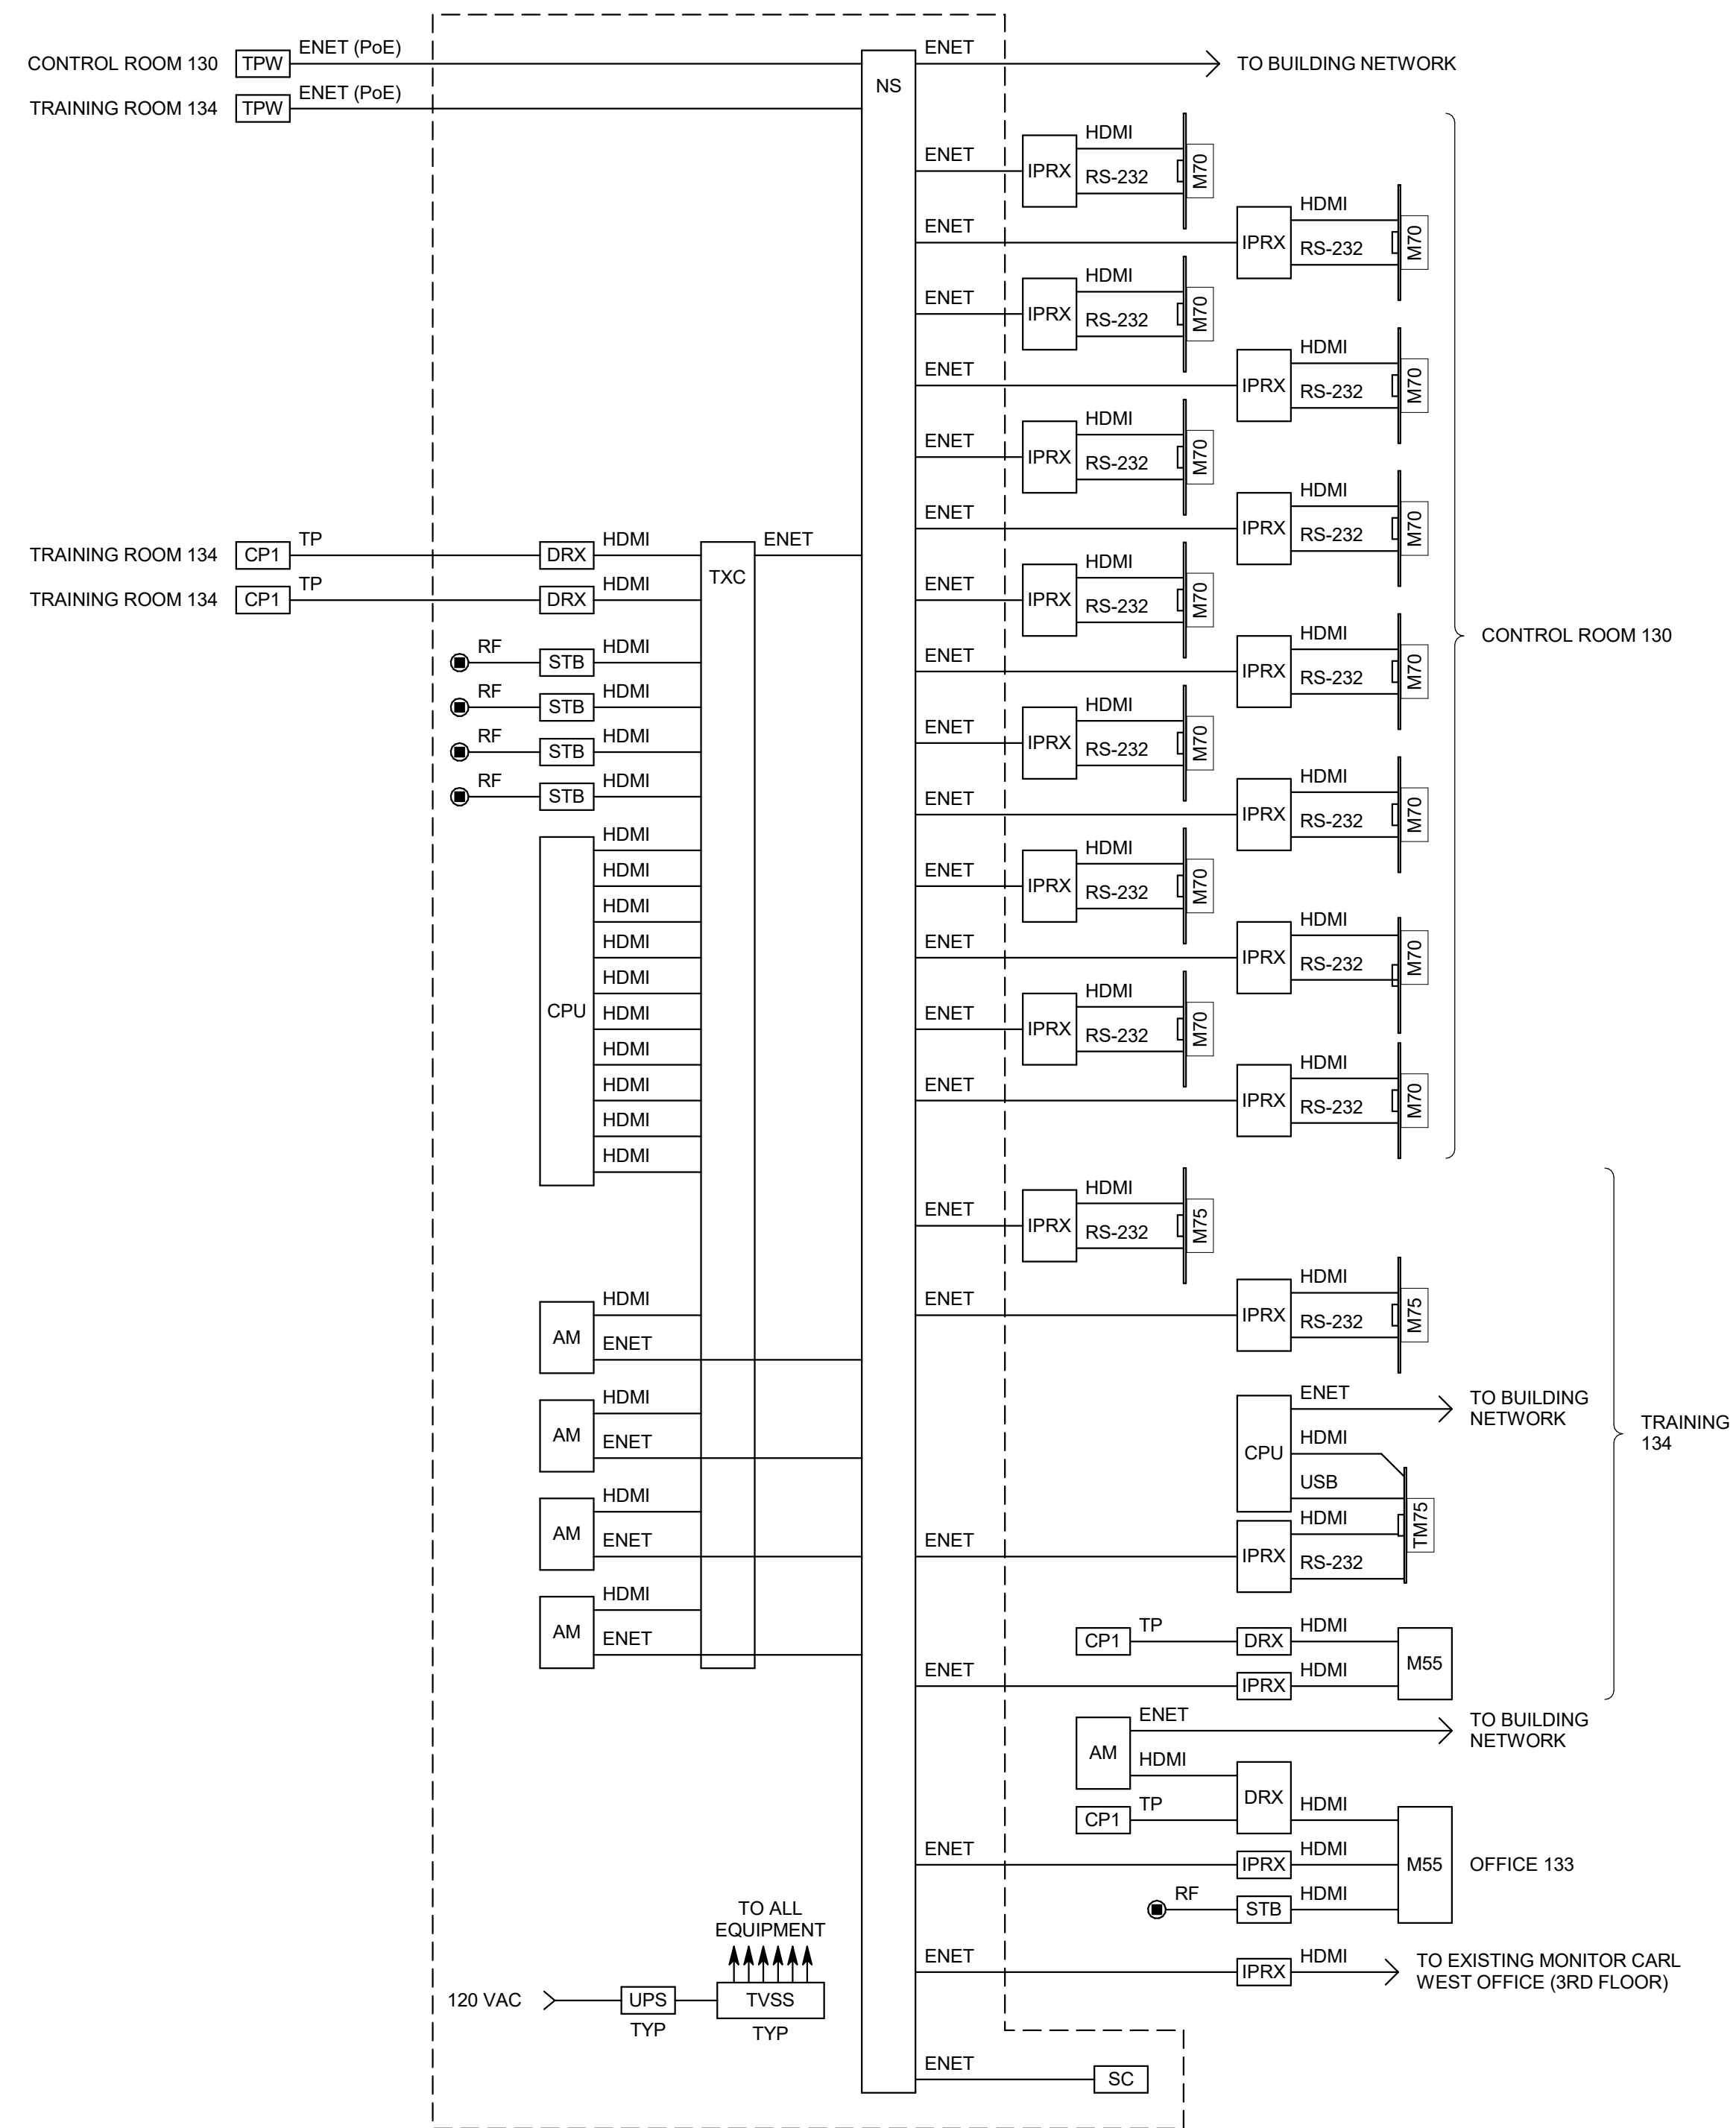 CONTROL ROOM 130 TPW ENET (PoE)
TRAINING ROOM 134 TPW ENET (PoE)
NS
ENET TO BUILDING NETWORK
ENET IPRX HDMI RS-232 M70
ENET IPRX HDMI RS-232 M70
ENET IPRX HDMI RS-232 M70
ENET IPRX HDMI RS-232 M70
ENET IPRX HDMI RS-232 M70
ENET IPRX HDMI RS-232 M70
ENET IPRX HDMI RS-232 M70
ENET IPRX HDMI RS-232 M70
ENET IPRX HDMI RS-232 M70
ENET IPRX HDMI RS-232 M70
ENET IPRX HDMI RS-232 M70
ENET IPRX HDMI RS-232 M70
ENET IPRX HDMI RS-232 M70
ENET IPRX HDMI RS-232 M70
CONTROL ROOM 130
TRAINING ROOM 134 CP1 TP DRX HDMI
TRAINING ROOM 134 CP1 TP DRX HDMI
TXC ENET
RF STB HDMI
RF STB HDMI
RF STB HDMI
RF STB HDMI
CPU
HDMI
HDMI
HDMI
HDMI
HDMI
HDMI
HDMI
HDMI
HDMI
HDMI
AM HDMI ENET
AM HDMI ENET
AM HDMI ENET
AM HDMI ENET
ENET IPRX HDMI RS-232 M75
ENET IPRX HDMI RS-232 M75
CPU ENET TO BUILDING
NETWORK
HDMI
USB
TM75
ENET IPRX HDMI RS-232
TRAINING
134
CP1 TP DRX HDMI M55
ENET IPRX HDMI
AM ENET TO BUILDING
NETWORK
HDMI
CP1 TP DRX HDMI
ENET IPRX HDMI M55 OFFICE 133
RF STB HDMI
ENET IPRX HDMI TO EXISTING MONITOR CARL
WEST OFFICE (3RD FLOOR)
TO ALL
EQUIPMENT
120 VAC UPS TVSS
TYP TYP
ENET SC